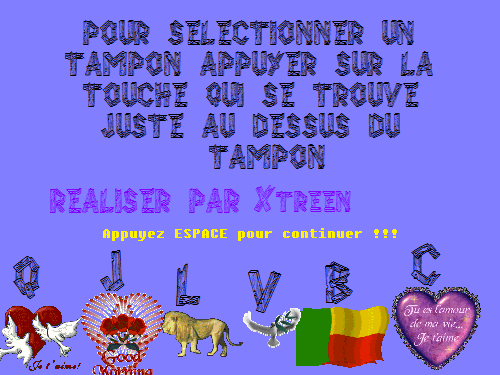 POUR SELECTIONNER UN
TAMPON APPUYER SUR LA
TOUCHE QUI SE TROUVE
JUSTE AU DESSUS DU
TAMPON
REALISER PAR XTREEN
Appuyez ESPACE pour continuer !!!
Q J L V B C
Je t'aime!
Good
Morning
Tu es l'amour
de ma vie...
Je t'aime